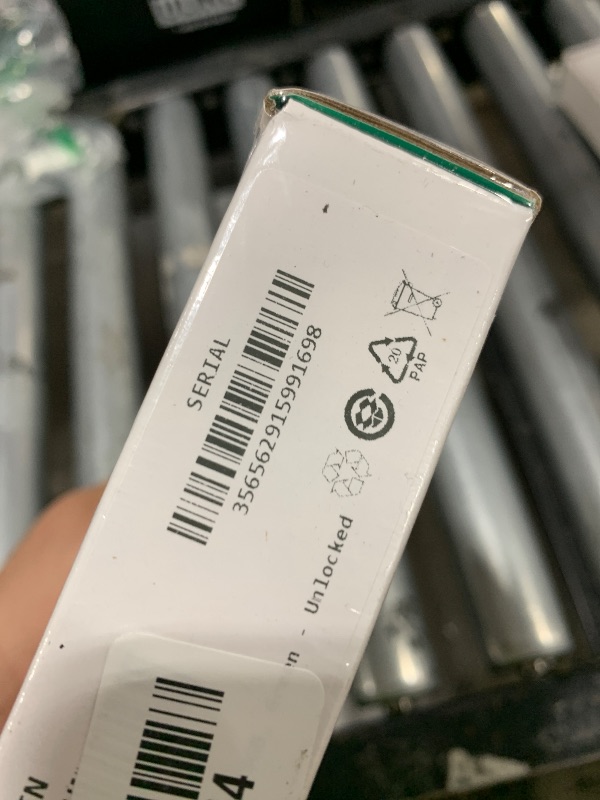 SERIAL
356562915991698
20
PAP
- Unlocked